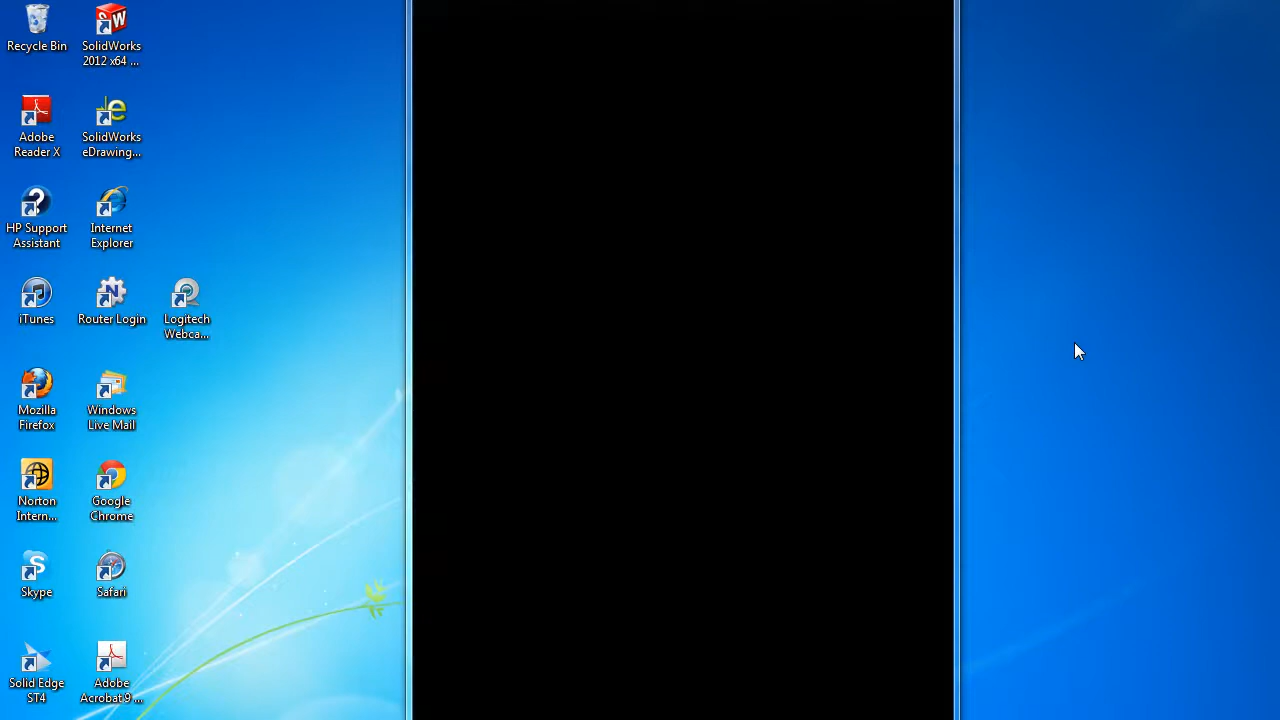 Recycle Bin
SolidWorks
2012 x64 ...
Adobe
Reader X
SolidWorks
eDrawing...
HP Support
Assistant
Internet
Explorer
iTunes
Router Login
Logitech
Webca...
Mozilla
Firefox
Windows
Live Mail
Norton
Intern...
Google
Chrome
Skype
Safari
Solid Edge
ST4
Adobe
Acrobat 9 ...